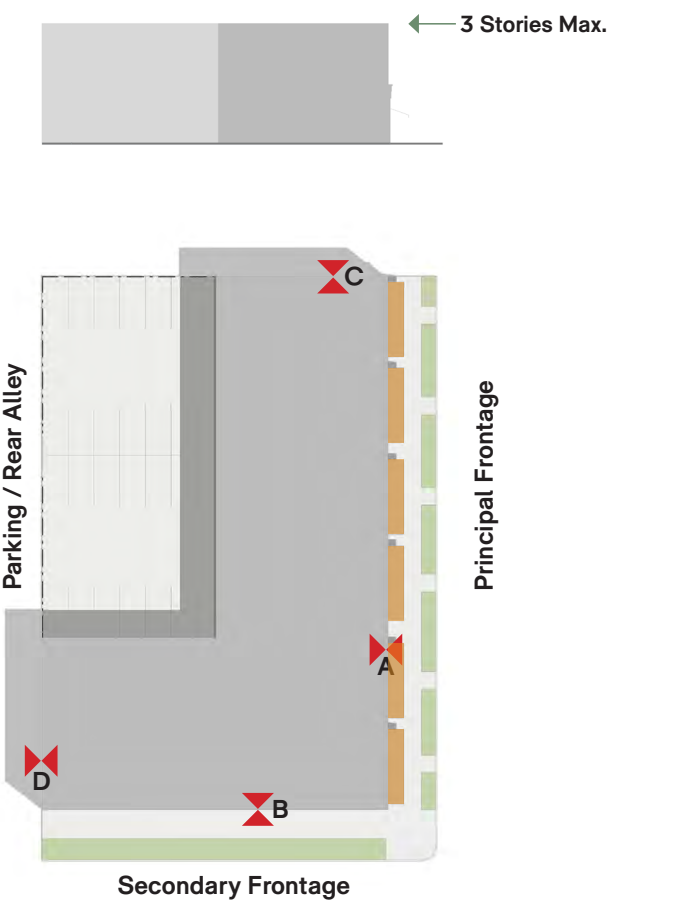 3 Stories Max.
C
Parking / Rear Alley
Principal Frontage
A
D
B
Secondary Frontage